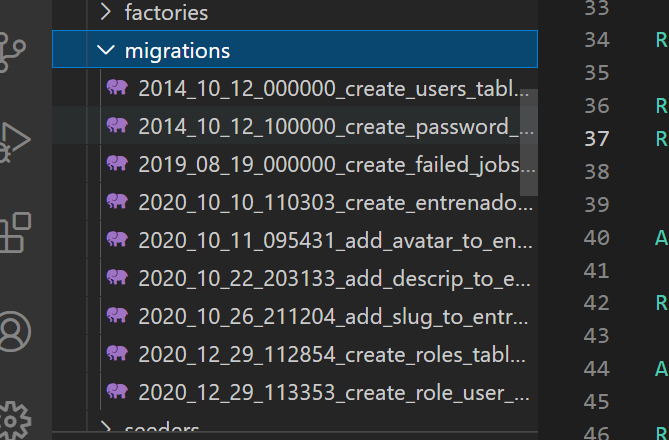 factories
migrations
2014_10_12_000000_create_users_tabl...
2014_10_12_100000_create_password_...
2019_08_19_000000_create_failed_jobs...
2020_10_10_110303_create_entrenado...
2020_10_11_095431_add_avatar_to_en...
2020_10_22_203133_add_descrip_to_e...
2020_10_26_211204_add_slug_to_entr...
2020_12_29_112854_create_roles_tabl...
2020_12_29_113353_create_role_user_...
seeders
33
34 R
35
36 R
37 R
38
39
40 A
41
42 R
43
44 A
45
46 R